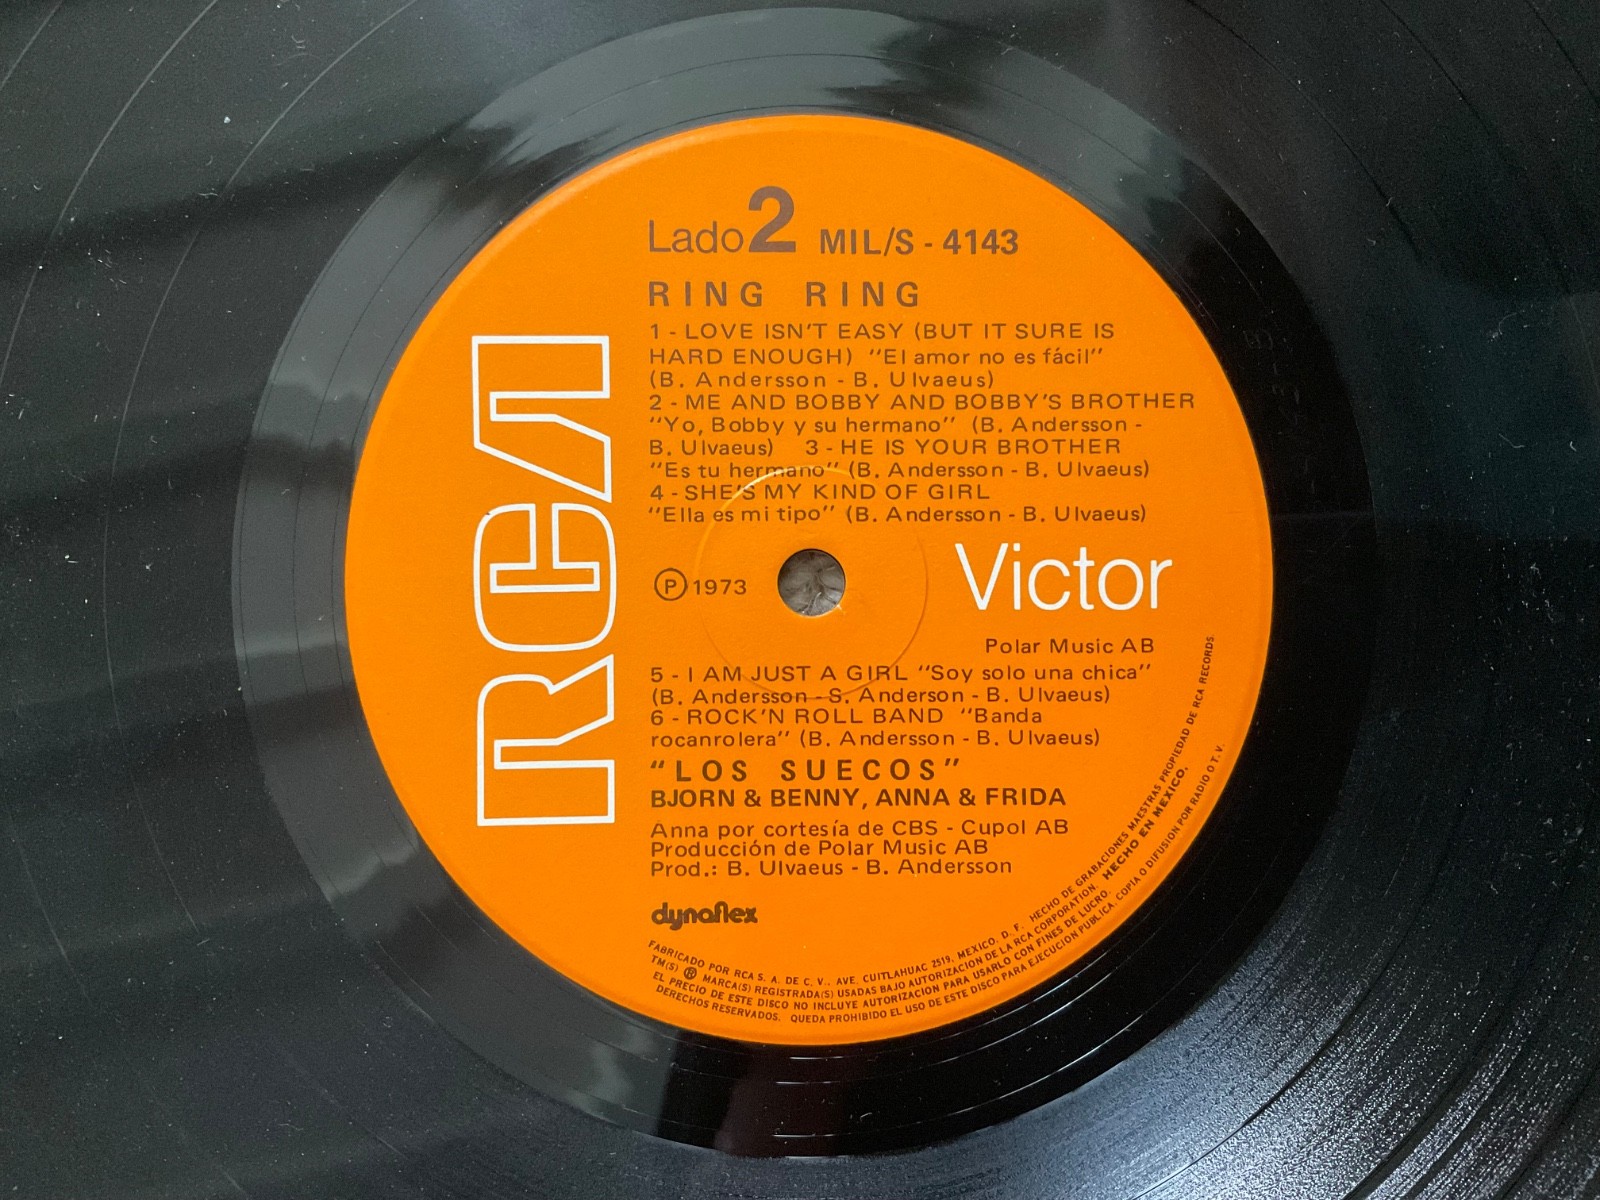 Lado 2 MIL/S - 4143
RING RING
1 - LOVE ISN'T EASY (BUT IT SURE IS
HARD ENOUGH) "El amor no es fácil"
(B. Andersson - B. Ulvaeus)
2 - ME AND BOBBY AND BOBBY'S BROTHER
"Yo, Bobby y su hermano" (B. Andersson -
B. Ulvaeus) 3 - HE IS YOUR BROTHER
"Es tu hermano" (B. Andersson - B. Ulvaeus)
4 - SHE'S MY KIND OF GIRL
"Ella es mi tipo" (B. Andersson - B. Ulvaeus)
RCA
Ⓟ 1973
Victor
Polar Music AB
5 - I AM JUST A GIRL "Soy solo una chica"
(B. Andersson - S. Anderson - B. Ulvaeus)
6 - ROCK'N ROLL BAND "Banda
rocanrolera" (B. Andersson - B. Ulvaeus)
"LOS SUECOS"
BJORN & BENNY, ANNA & FRIDA
Anna por cortesía de CBS - Cupol AB
Producción de Polar Music AB
Prod.: B. Ulvaeus - B. Andersson
dynaflex
FABRICADO POR RCA S. A. DE C. V., AVE. CUITLAHUAC 2519, MEXICO, D. F. HECHO DE GRABACIONES MAESTRAS PROPIEDAD DE RCA RECORDS.
TM(S) ® MARCA(S) REGISTRADA(S) USADAS BAJO AUTORIZACION DE LA RCA CORPORATION. HECHO EN MEXICO.
EL PRECIO DE ESTE DISCO NO INCLUYE AUTORIZACION PARA USARLO CON FINES DE LUCRO.
DERECHOS RESERVADOS. QUEDA PROHIBIDO EL USO DE ESTE DISCO PARA EJECUCION PUBLICA, COPIA O DIFUSION POR RADIO O T. V.